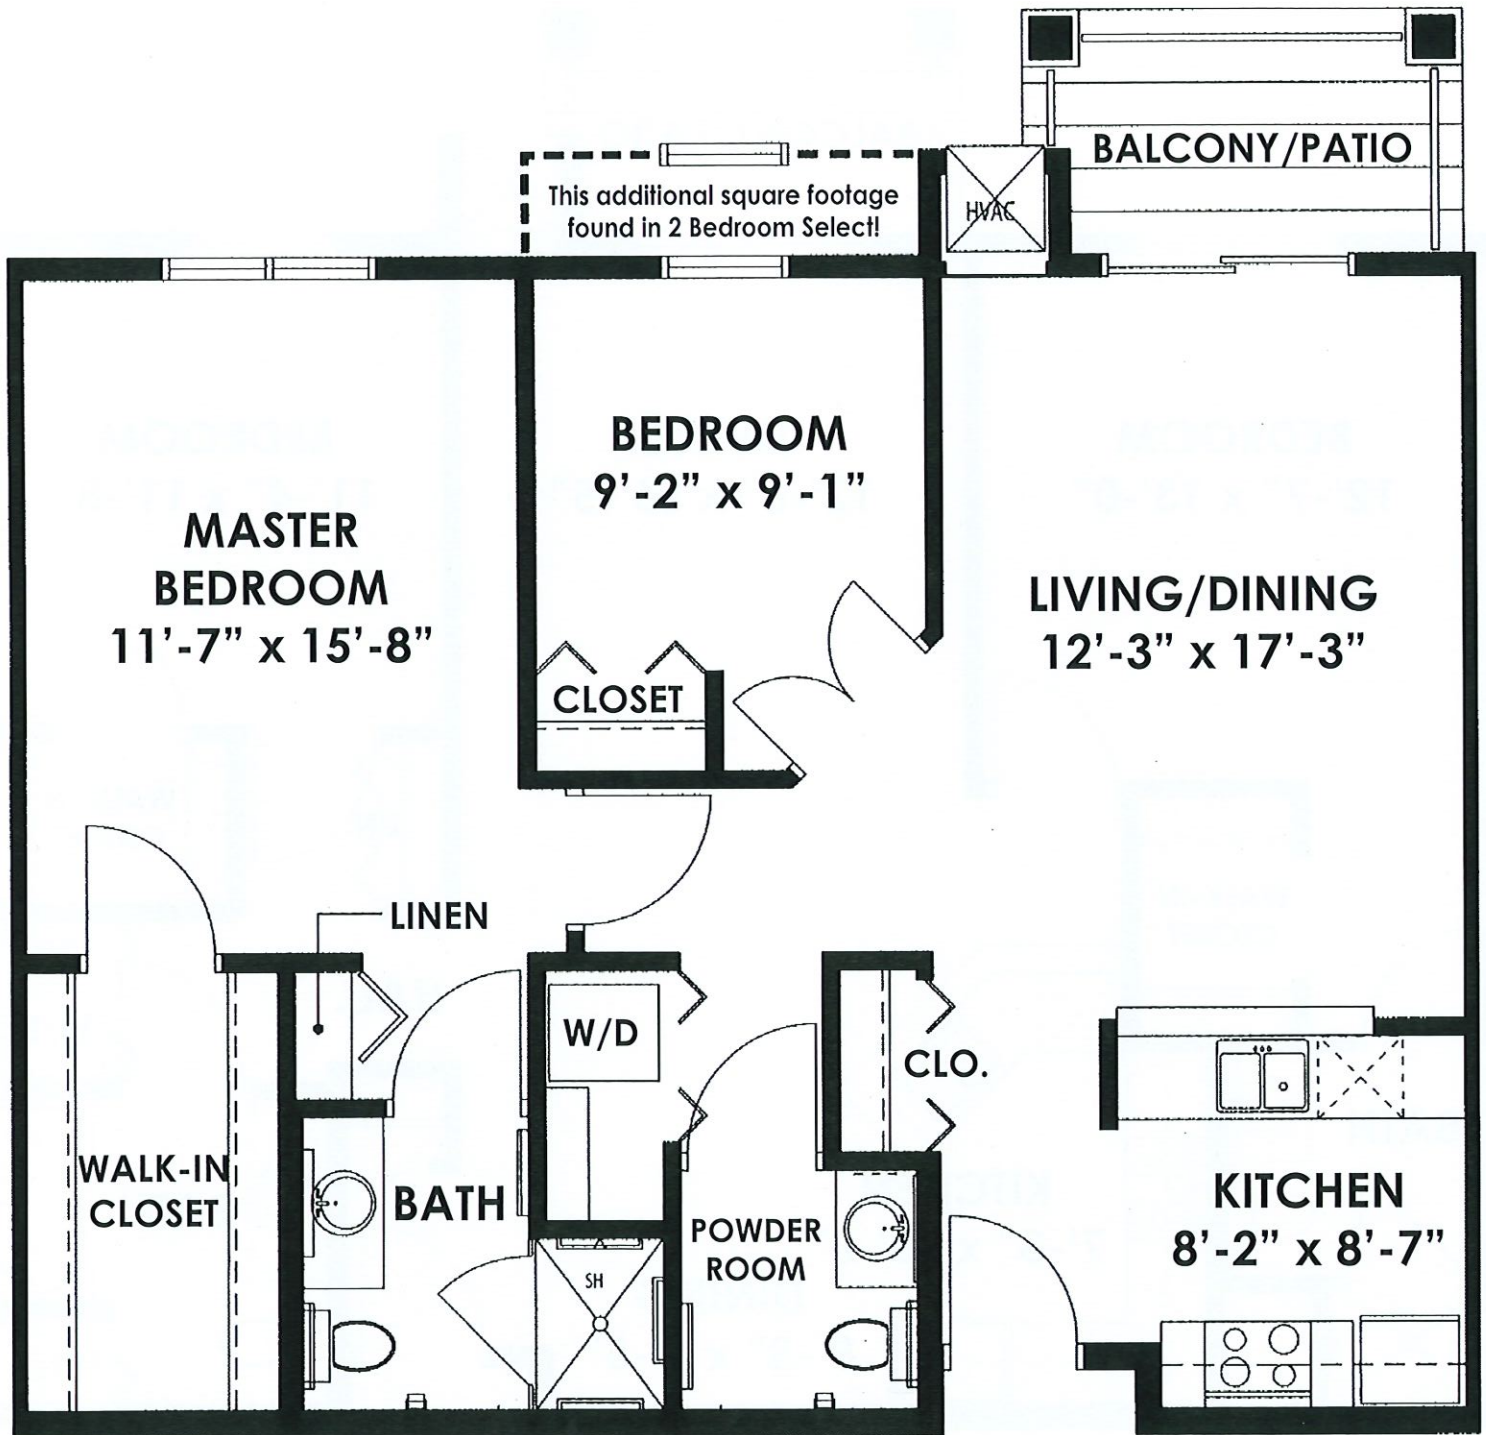 BALCONY/PATIO
This additional square footage
found in 2 Bedroom Select!
HVAC
BEDROOM
9’-2” x 9’-1”
MASTER
BEDROOM
11’-7” x 15’-8”
LIVING/DINING
12’-3” x 17’-3”
CLOSET
LINEN
W/D
CLO.
WALK-IN
CLOSET
BATH
POWDER
ROOM
KITCHEN
8’-2” x 8’-7”
SH